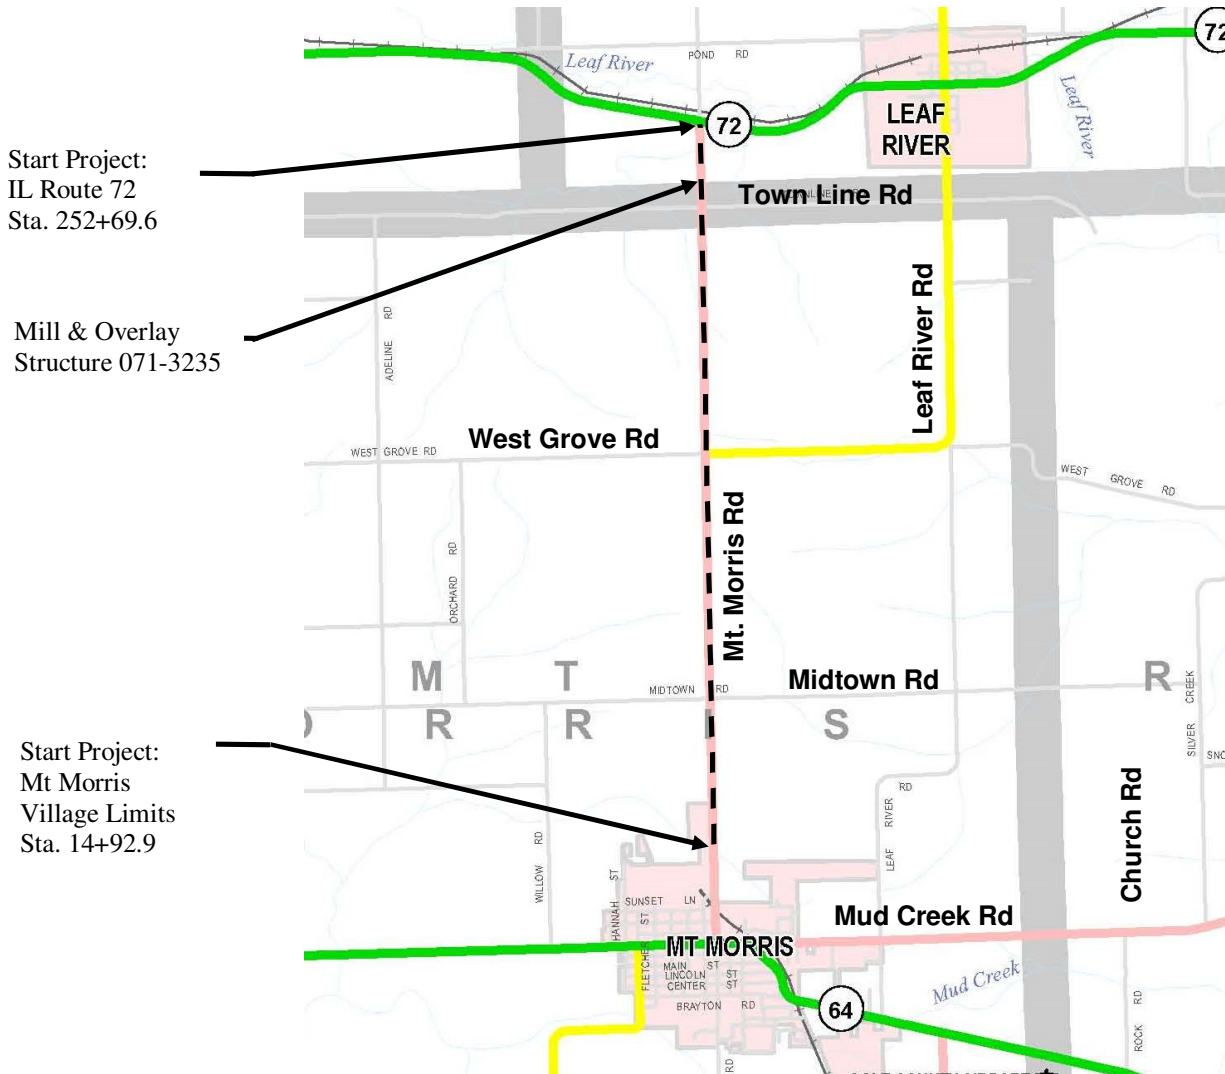 72
Leaf River
POND RD
72
LEAF
RIVER
Leaf River
Start Project:
IL Route 72
Sta. 252+69.6
Town Line Rd
Mill & Overlay
Structure 071-3235
ADELINE RD
Leaf River Rd
West Grove Rd
WEST GROVE RD
WEST GROVE RD
Mt. Morris Rd
ORCHARD RD
M T R
MIDTOWN RD
Midtown Rd
O R R I S
SILVER CREEK
SNO
Start Project:
Mt Morris
Village Limits
Sta. 14+92.9
WILLOW RD
LEAF RIVER RD
Church Rd
HANNAH ST
SUNSET LN
FLETCHER ST
Mud Creek Rd
MT MORRIS
MAIN ST
LINCOLN ST
CENTER ST
BRAYTON RD
Mud Creek
64
ROCK RD
RD